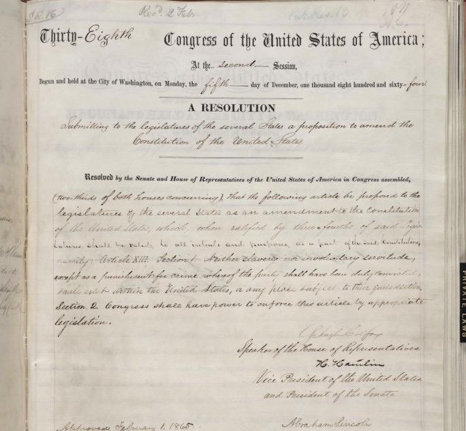 Thirty-Eighth Congress of the United States of America;
At the second Session,
Begun and held at the City of Washington, on Monday, the fifth day of December, one thousand eight hundred and sixty-four
A RESOLUTION
Submitting to the legislatures of the several States a proposition to amend the
Constitution of the United States.
Resolved by the Senate and House of Representatives of the United States of America in Congress assembled,
(two-thirds of both houses concurring), that the following article be proposed to the
legislatures of the several States as an amendment to the Constitution
of the United States, which, when ratified by three-fourths of said legis-
latures shall be valid, to all intents and purposes, as a part of the said Constitution,
namely: Article XIII. Section 1. Neither slavery nor involuntary servitude,
except as a punishment for crime whereof the party shall have been duly convicted,
shall exist within the United States, or any place subject to their jurisdiction.
Section 2. Congress shall have power to enforce this article by appropriate
legislation.
Schuyler Colfax
Speaker of the House of Representatives
H. Hamlin
Vice President of the United States
and President of the Senate
Approved February 1, 1865.
Abraham Lincoln
PRIVATE LAWS